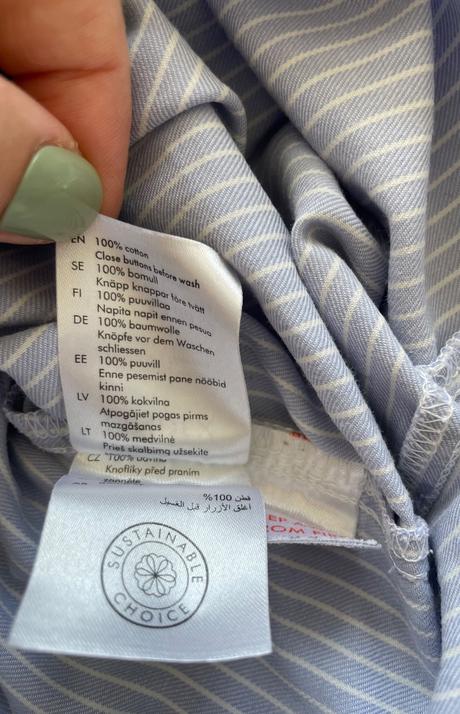 EN 100% cotton
Close buttons before wash
SE 100% bomull
Knäpp knappar före tvätt
FI 100% puuvillaa
Napita napit ennen pesua
DE 100% baumwolle
Knöpfe vor dem Waschen
schliessen
EE 100% puuvill
Enne pesemist pane nööbid
kinni
LV 100% kokvilna
Atpogājiet pogas pirms
mazgāšanas
LT 100% medvilnė
Prieš skalbimą užsekite
CZ 100% bavlna
Knoflíky před praním
zapněte
قطن 100%
أغلق الأزرار قبل الغسيل
SUSTAINABLE
CHOICE